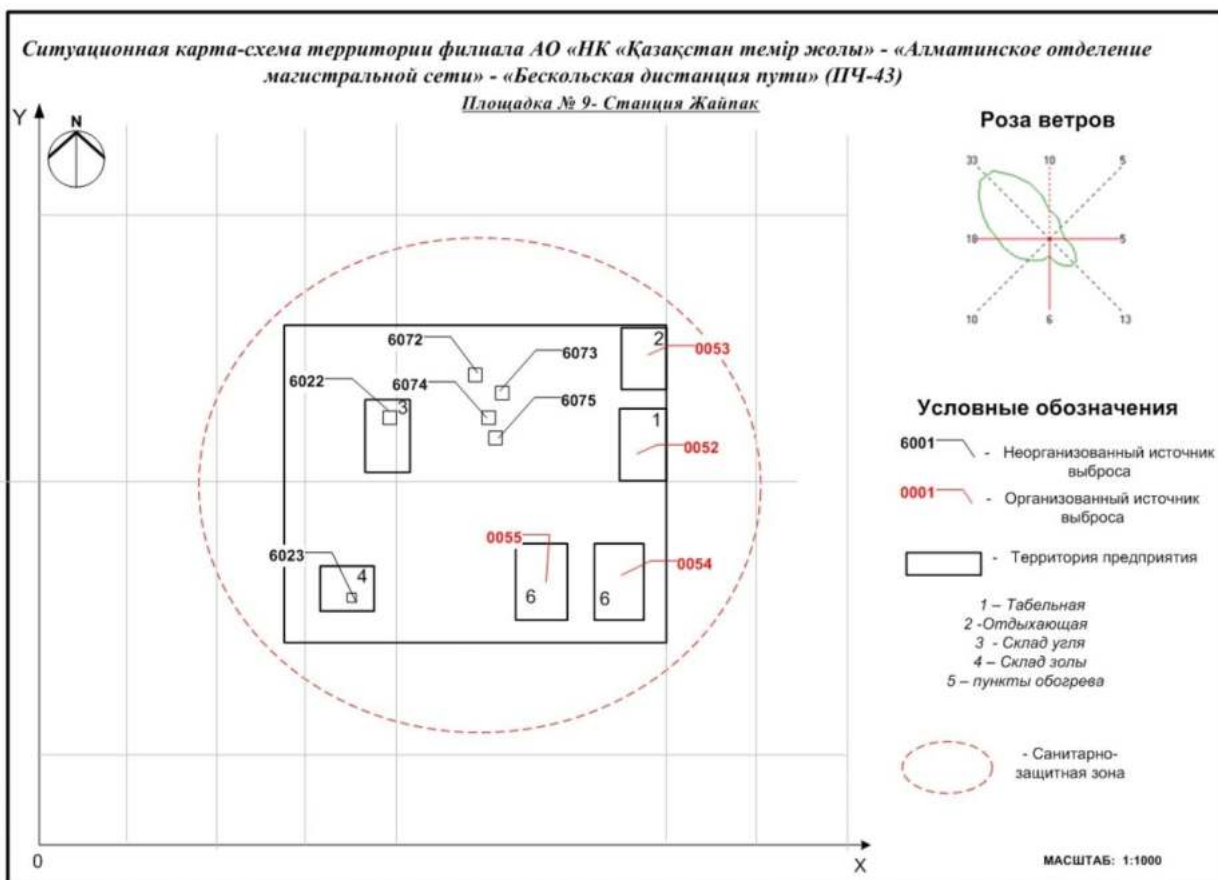 Ситуационная карта-схема территории филиала АО «НК «Қазақстан темір жолы» - «Алматинское отделение
магистральной сети» - «Бескольская дистанция пути» (ПЧ-43)
Площадка № 9- Станция Жайпак
Y
N
6072
6073
2
0053
6022
3
6074
6075
1
0052
6023
4
0055
6
6
0054
0
X
Роза ветров
33
10
5
18
5
10
6
13
Условные обозначения
6001
- Неорганизованный источник
выброса
0001
- Организованный источник
выброса
- Территория предприятия
1 – Табельная
2 -Отдыхающая
3 - Склад угля
4 – Склад золы
5 – пункты обогрева
- Санитарно-
защитная зона
МАСШТАБ: 1:1000